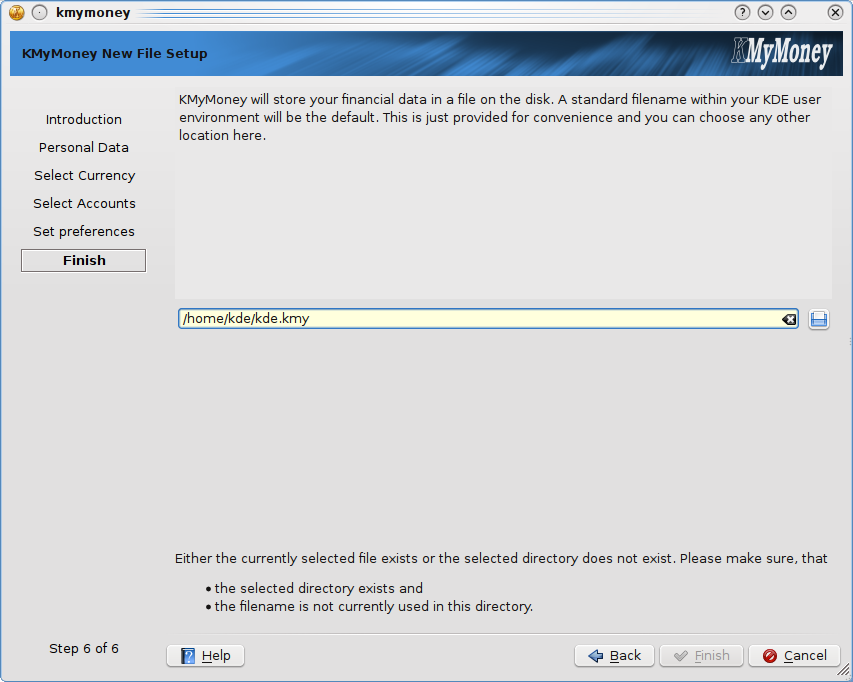 kmymoney
KMyMoney New File Setup
KMyMoney
Introduction
Personal Data
Select Currency
Select Accounts
Set preferences
Finish
KMyMoney will store your financial data in a file on the disk. A standard filename within your KDE user
environment will be the default. This is just provided for convenience and you can choose any other
location here.
/home/kde/kde.kmy
Either the currently selected file exists or the selected directory does not exist. Please make sure, that
• the selected directory exists and
• the filename is not currently used in this directory.
Step 6 of 6
Help
Back
Finish
Cancel